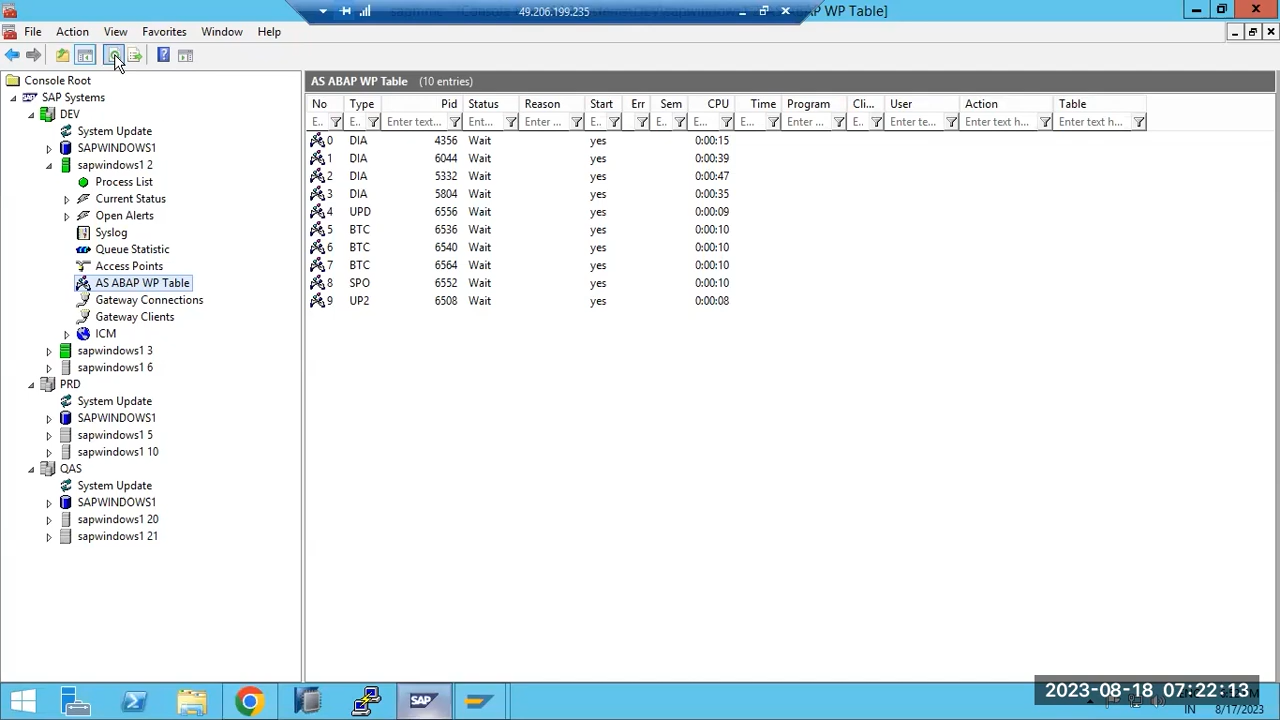 49.206.199.235
WP Table]
File Action View Favorites Window Help
Console Root
SAP Systems
DEV
System Update
SAPWINDOWS1
sapwindows1 2
Process List
Current Status
Open Alerts
Syslog
Queue Statistic
Access Points
AS ABAP WP Table
Gateway Connections
Gateway Clients
ICM
sapwindows1 3
sapwindows1 6
PRD
System Update
SAPWINDOWS1
sapwindows1 5
sapwindows1 10
QAS
System Update
SAPWINDOWS1
sapwindows1 20
sapwindows1 21
AS ABAP WP Table (10 entries)
No Type Pid Status Reason Start Err Sem CPU Time Program Cli... User Action Table
E.. E.. Enter text... Ent... Enter ... E.. E... Enter ... Enter te... Enter text h... Enter text h...
0 DIA 4356 Wait yes 0:00:15
1 DIA 6044 Wait yes 0:00:39
2 DIA 5332 Wait yes 0:00:47
3 DIA 5804 Wait yes 0:00:35
4 UPD 6556 Wait yes 0:00:09
5 BTC 6536 Wait yes 0:00:10
6 BTC 6540 Wait yes 0:00:10
7 BTC 6564 Wait yes 0:00:10
8 SPO 6552 Wait yes 0:00:10
9 UP2 6508 Wait yes 0:00:08
SAP
2023-08-18 07:22:13
IN 8/17/2023